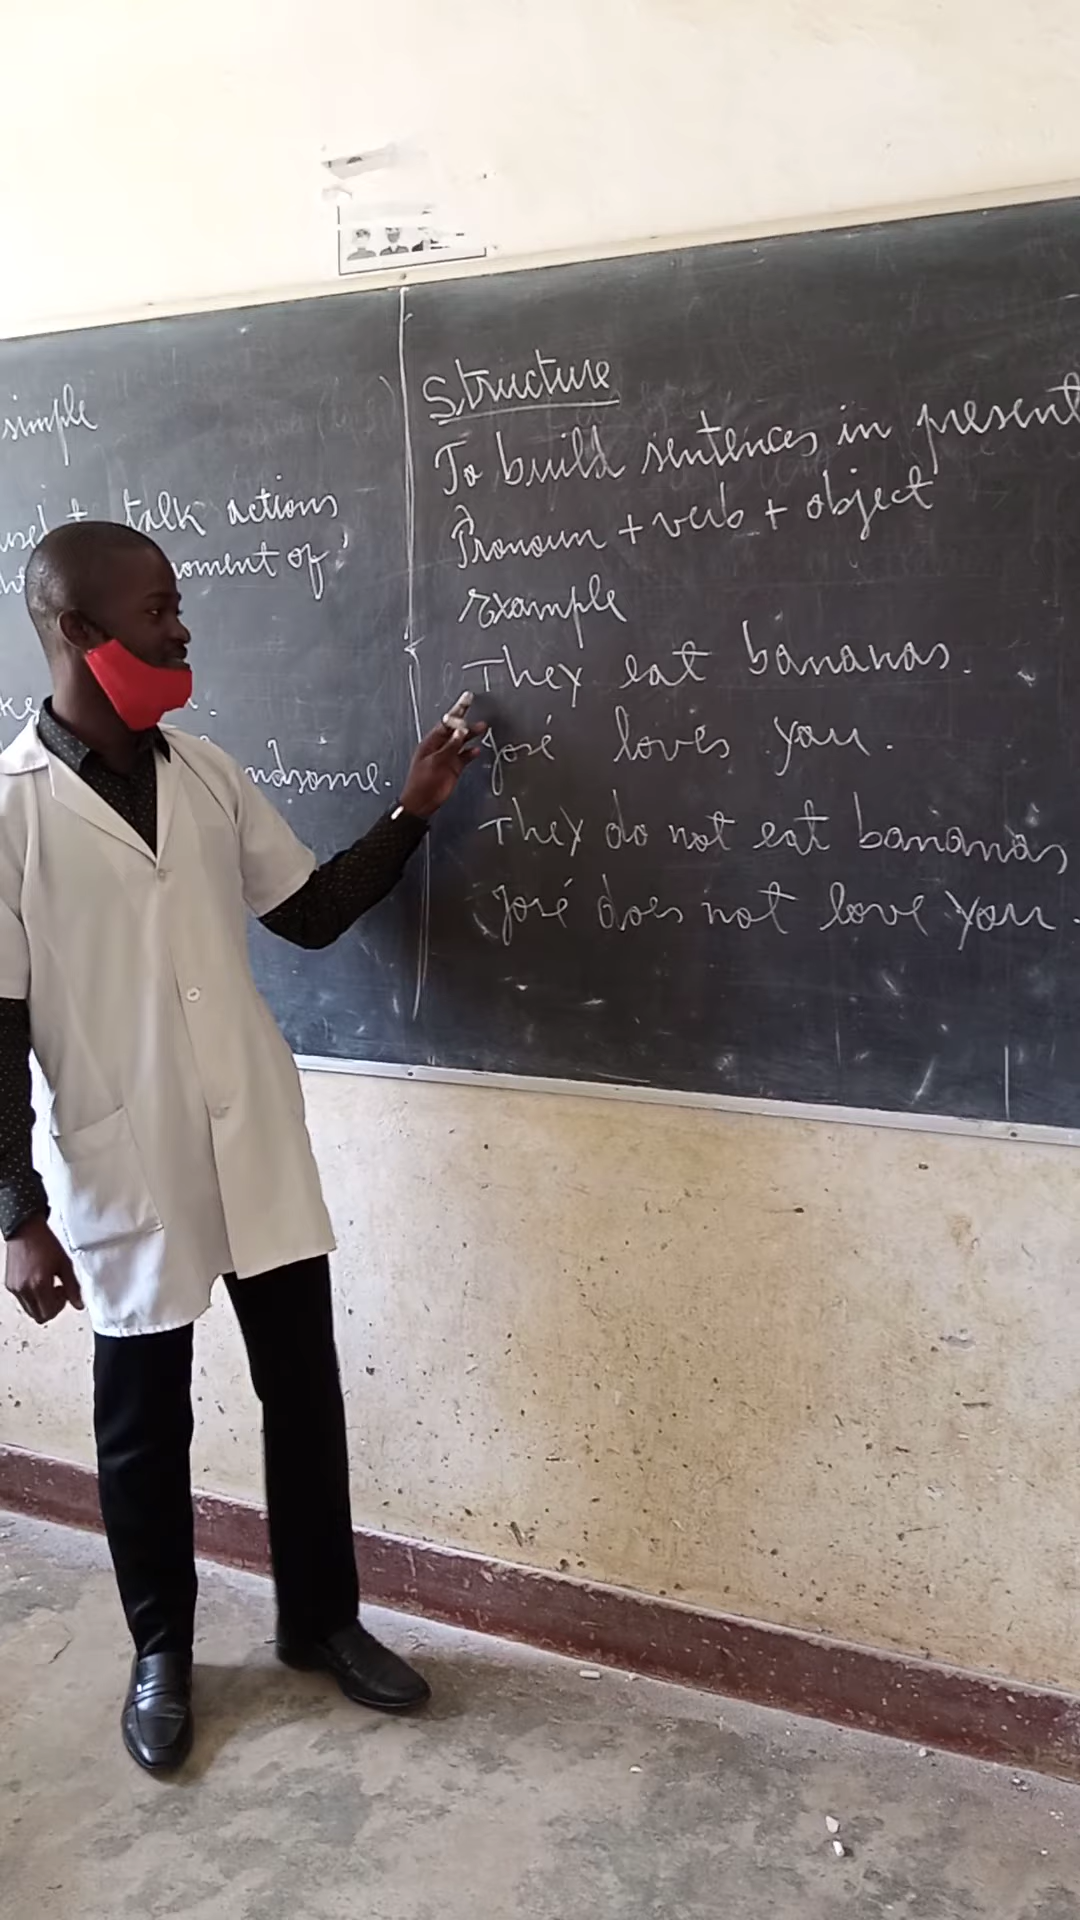 simple
talk actions
moment of
ndsome.
Structure
To build sentences in present
Pronoun + verb + object
Example
They eat bananas.
José loves you.
They do not eat bananas
José does not love you.